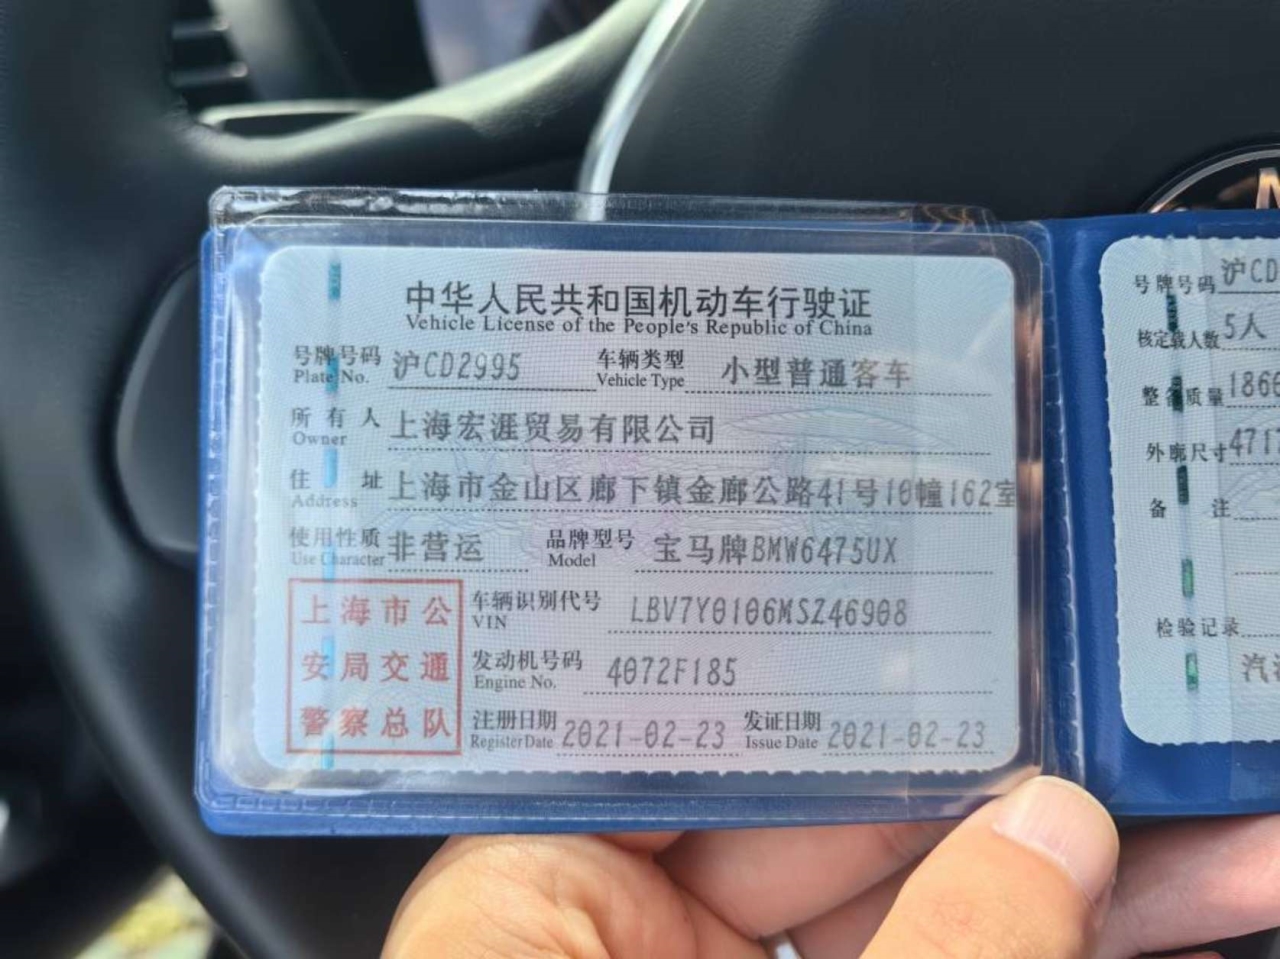 中华人民共和国机动车行驶证
Vehicle License of the People's Republic of China
号牌号码 沪CD2995 车辆类型 小型普通客车
Plate No. Vehicle Type
所有人 上海宏涯贸易有限公司
Owner
住址 上海市金山区廊下镇金廊公路41号10幢162室
Address
使用性质 非营运 品牌型号 宝马牌BMW6475UX
Use Character Model
上海市公
安局交通
警察总队
车辆识别代号 LBV7Y0106MSZ46908
VIN
发动机号码 4072F185
Engine No.
注册日期 2021-02-23 发证日期 2021-02-23
Register Date Issue Date
号牌号码 沪CD
核定载人数 5人
整备质量 186
外廓尺寸 471
备注
检验记录
汽